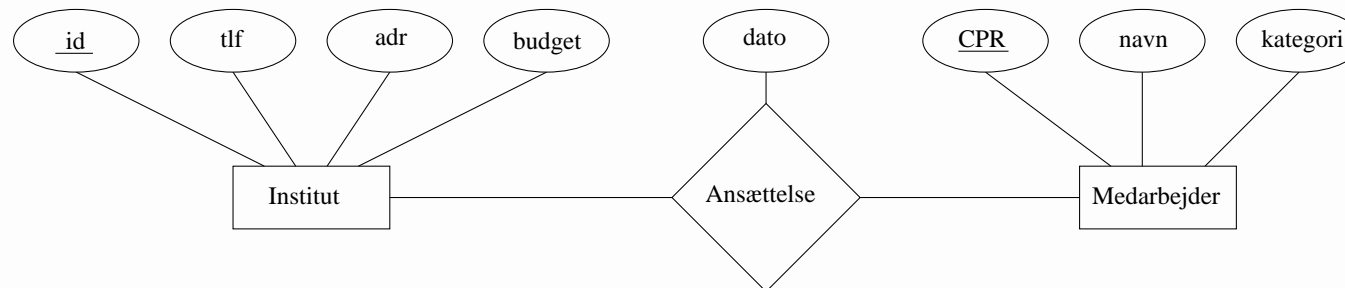 id tlf adr budget dato CPR navn kategori
Institut Ansættelse Medarbejder